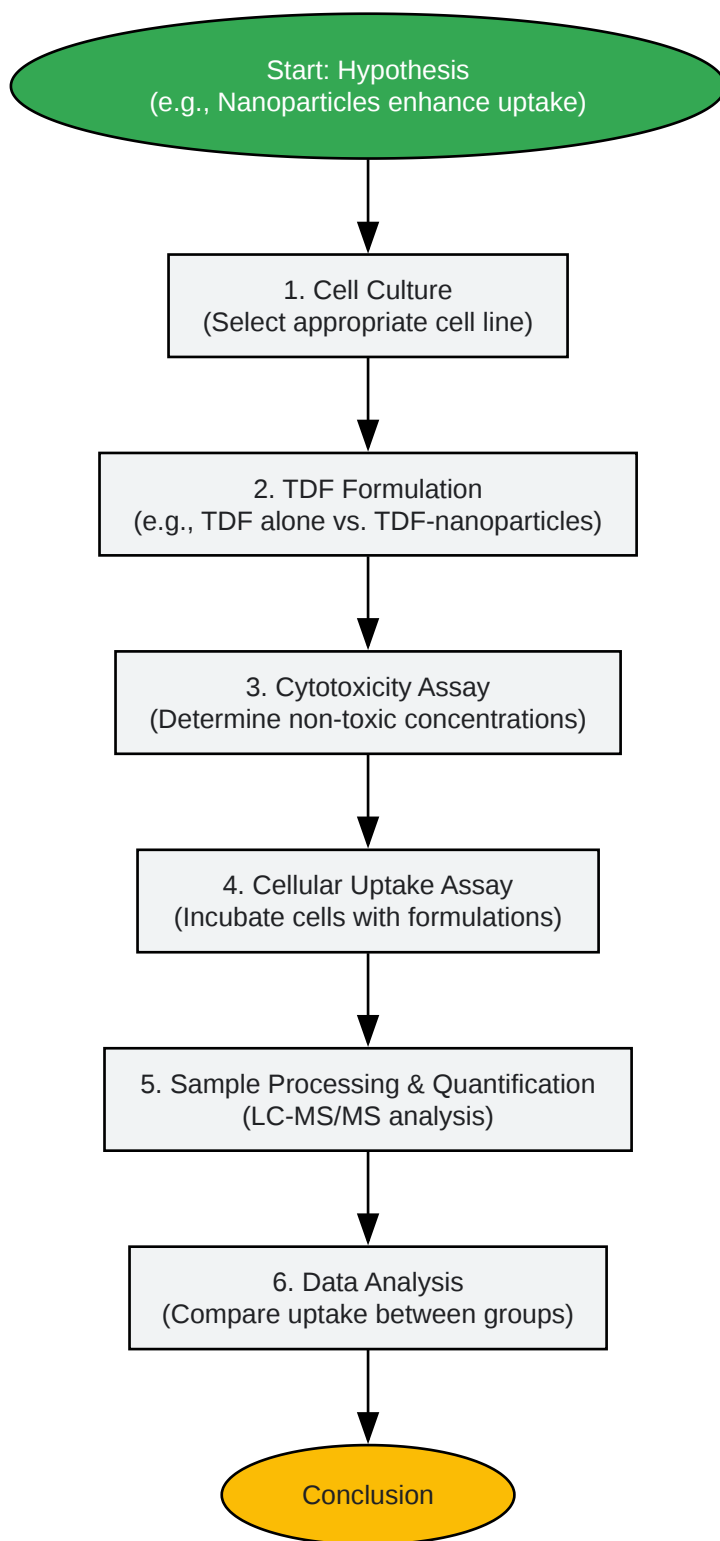 Start: Hypothesis
(e.g., Nanoparticles enhance uptake)
1. Cell Culture
(Select appropriate cell line)
2. TDF Formulation
(e.g., TDF alone vs. TDF-nanoparticles)
3. Cytotoxicity Assay
(Determine non-toxic concentrations)
4. Cellular Uptake Assay
(Incubate cells with formulations)
5. Sample Processing & Quantification
(LC-MS/MS analysis)
6. Data Analysis
(Compare uptake between groups)
Conclusion